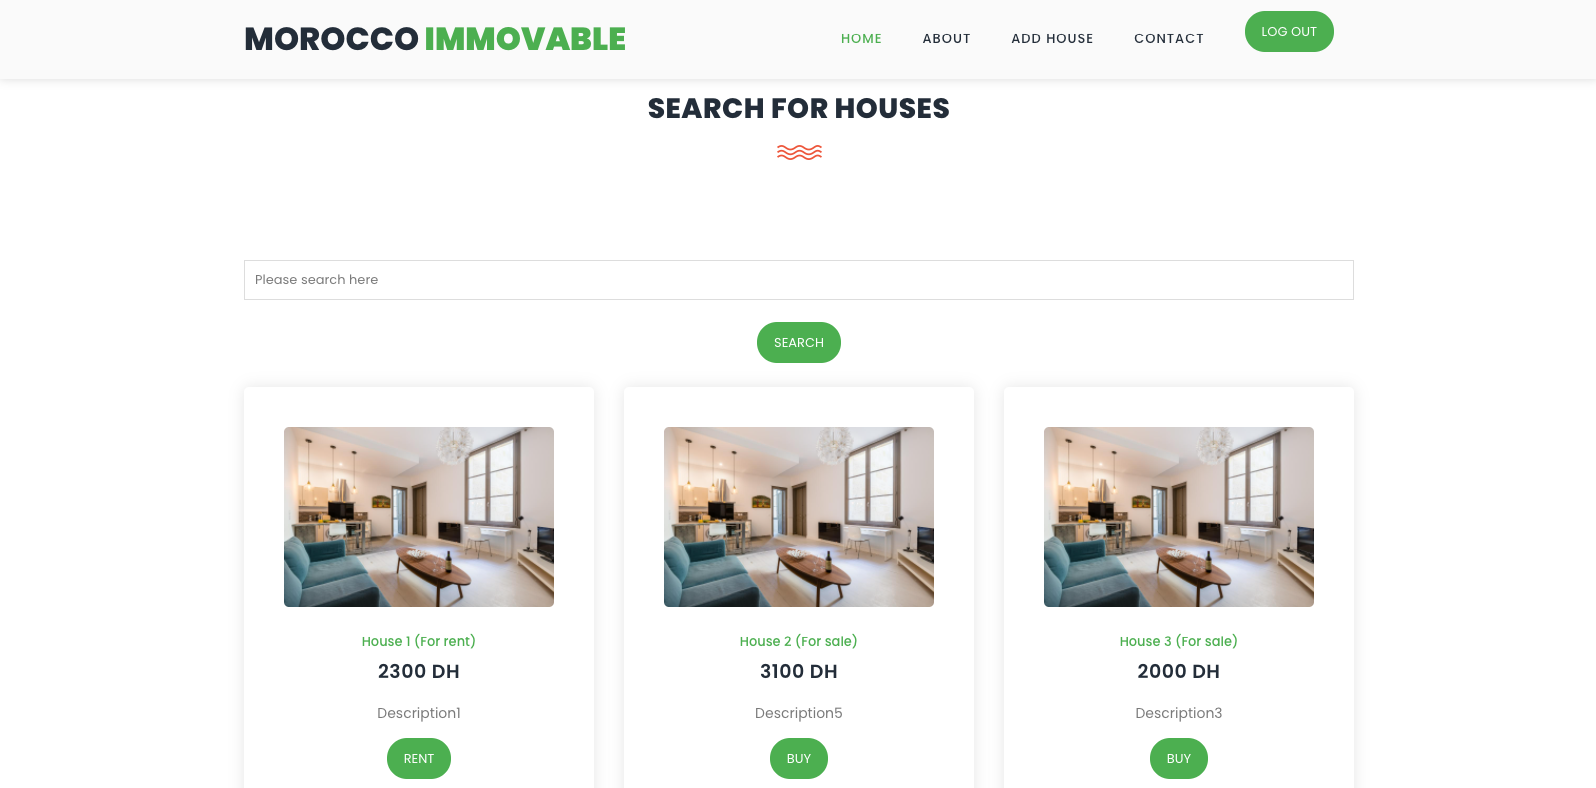 MOROCCO IMMOVABLE
HOME ABOUT ADD HOUSE CONTACT LOG OUT
SEARCH FOR HOUSES
Please search here
SEARCH
House 1 (For rent)
2300 DH
Description1
RENT
House 2 (For sale)
3100 DH
Description5
BUY
House 3 (For sale)
2000 DH
Description3
BUY